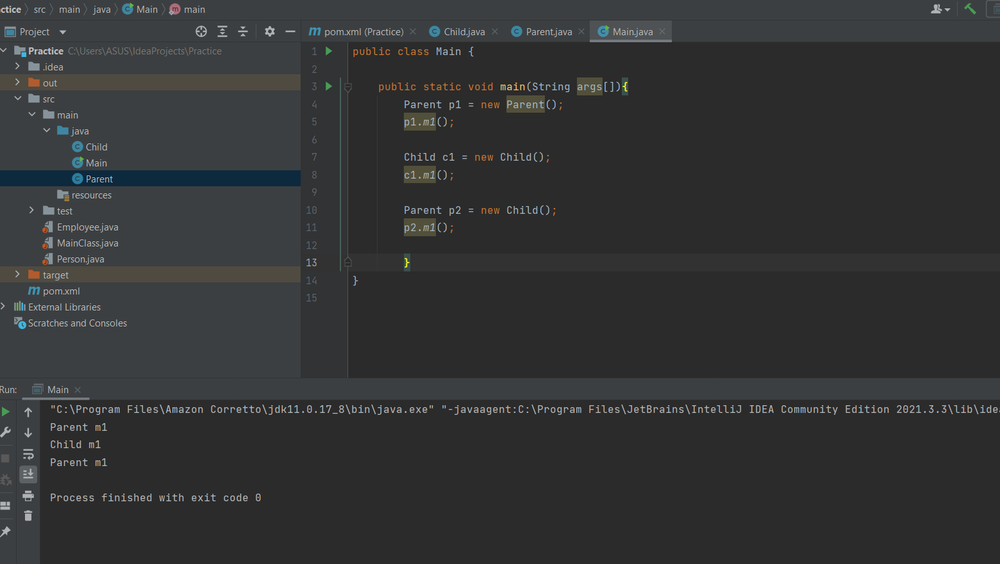 ctice src main java Main main
Project
pom.xml (Practice) Child.java Parent.java Main.java
Practice C:\Users\ASUS\IdeaProjects\Practice
.idea
out
src
main
java
Child
Main
Parent
resources
test
Employee.java
MainClass.java
Person.java
target
pom.xml
External Libraries
Scratches and Consoles
1 public class Main {
2
3 public static void main(String args[]){
4 Parent p1 = new Parent();
5 p1.m1();
6
7 Child c1 = new Child();
8 c1.m1();
9
10 Parent p2 = new Child();
11 p2.m1();
12
13 }
14 }
15
Run: Main
"C:\Program Files\Amazon Corretto\jdk11.0.17_8\bin\java.exe" "-javaagent:C:\Program Files\JetBrains\IntelliJ IDEA Community Edition 2021.3.3\lib\idea
Parent m1
Child m1
Parent m1
Process finished with exit code 0